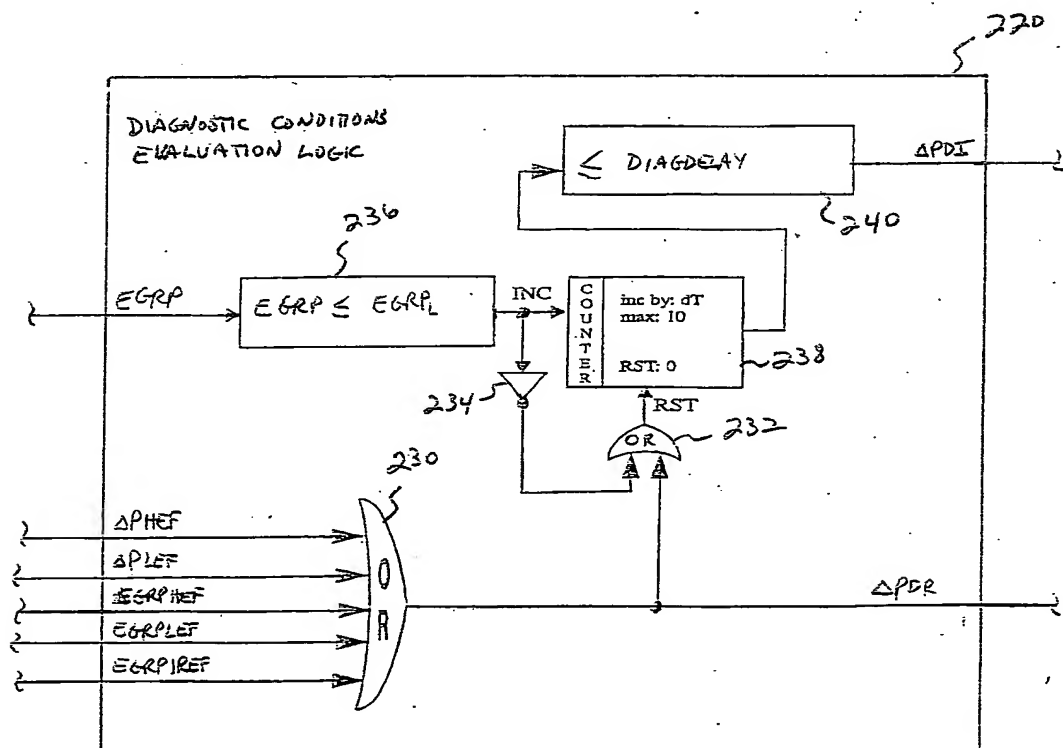 220
DIAGNOSTIC CONDITIONS
EVALUATION LOGIC
≤ DIAGDELAY
ΔPDI
240
236
EGRP
EGRP ≤ EGRPL
INC
COUNTER
inc by: dT
max: 10
RST: 0
238
234
RST
OR
232
230
ΔPHEF
ΔPLEF
EGRPHEF
EGRPLEF
EGRPIREF
OR
ΔPDR